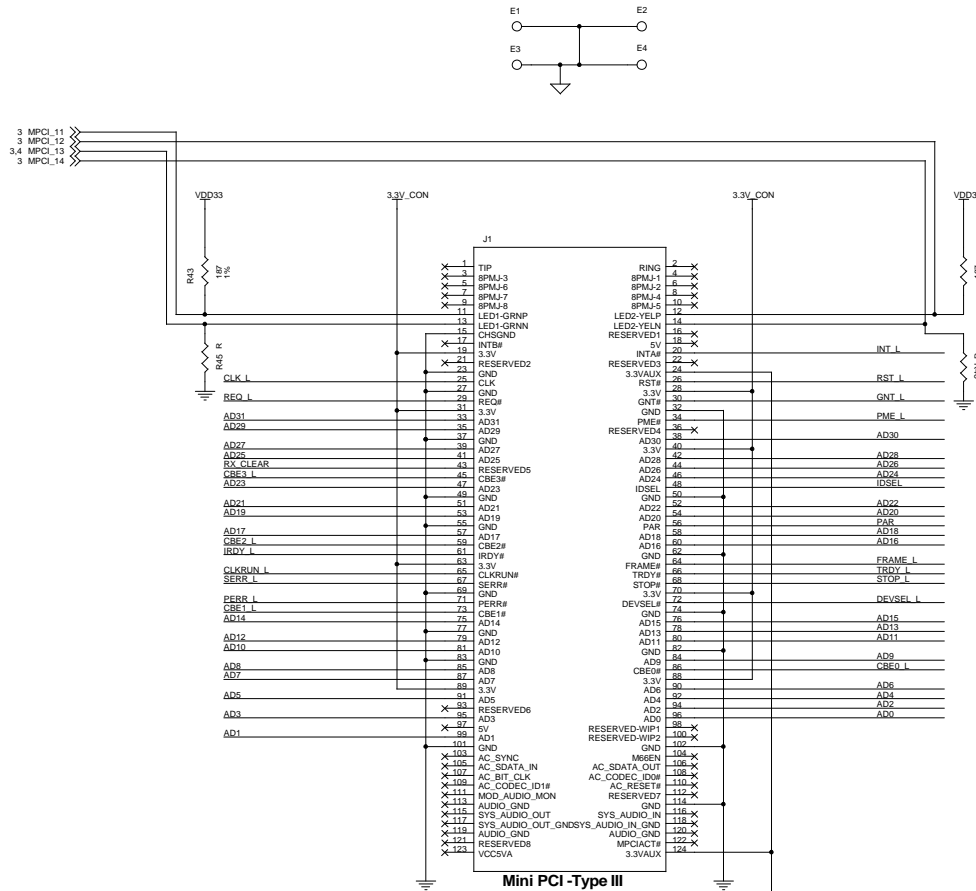 E1
E2
E3
E4
3 MPCI_11
3 MPCI_12
3,4 MPCI_13
3 MPCI_14
VDD33
3.3V_CON
3.3V_CON
VDD3
R43
187
1%
R45 R
J1
1 TIP RING 2
3 8PMJ-3 8PMJ-1 4
5 8PMJ-6 8PMJ-2 6
7 8PMJ-7 8PMJ-4 8
9 8PMJ-8 8PMJ-5 10
11 LED1-GRNP LED2-YELP 12
13 LED1-GRNN LED2-YELN 14
15 CHSGND RESERVED1 16
17 INTB# 5V 18
19 3.3V INTA# 20 INT_L
21 RESERVED2 RESERVED3 22
23 GND 3.3VAUX 24
CLK_L 25 CLK RST# 26 RST_L
27 GND 3.3V 28
REQ_L 29 REQ# GNT# 30 GNT_L
31 3.3V GND 32
AD31 33 AD31 PME# 34 PME_L
AD29 35 AD29 RESERVED4 36
37 GND AD30 38 AD30
AD27 39 AD27 3.3V 40
AD25 41 AD25 AD28 42 AD28
RX_CLEAR 43 RESERVED5 AD26 44 AD26
CBE3_L 45 CBE3# AD24 46 AD24
AD23 47 AD23 IDSEL 48 IDSEL
49 GND GND 50
AD21 51 AD21 AD22 52 AD22
AD19 53 AD19 AD20 54 AD20
55 GND PAR 56 PAR
AD17 57 AD17 AD18 58 AD18
CBE2_L 59 CBE2# AD16 60 AD16
IRDY_L 61 IRDY# GND 62
63 3.3V FRAME# 64 FRAME_L
CLKRUN_L 65 CLKRUN# TRDY# 66 TRDY_L
SERR_L 67 SERR# STOP# 68 STOP_L
69 GND 3.3V 70
PERR_L 71 PERR# DEVSEL# 72 DEVSEL_L
CBE1_L 73 CBE1# GND 74
AD14 75 AD14 AD15 76 AD15
77 GND AD13 78 AD13
AD12 79 AD12 AD11 80 AD11
AD10 81 AD10 GND 82
83 GND AD9 84 AD9
AD8 85 AD8 CBE0# 86 CBE0_L
AD7 87 AD7 3.3V 88
89 3.3V AD6 90 AD6
AD5 91 AD5 AD4 92 AD4
93 RESERVED6 AD2 94 AD2
AD3 95 AD3 AD0 96 AD0
97 5V RESERVED-WIP1 98
AD1 99 AD1 RESERVED-WIP2 100
101 GND GND 102
103 AC_SYNC M66EN 104
105 AC_SDATA_IN AC_SDATA_OUT 106
107 AC_BIT_CLK AC_CODEC_ID0# 108
109 AC_CODEC_ID1# AC_RESET# 110
111 MOD_AUDIO_MON RESERVED7 112
113 AUDIO_GND GND 114
115 SYS_AUDIO_OUT SYS_AUDIO_IN 116
117 SYS_AUDIO_OUT_GND SYS_AUDIO_IN_GND 118
119 AUDIO_GND AUDIO_GND 120
121 RESERVED8 MPCIACT# 122
123 VCC5VA 3.3VAUX 124
Mini PCI -Type III